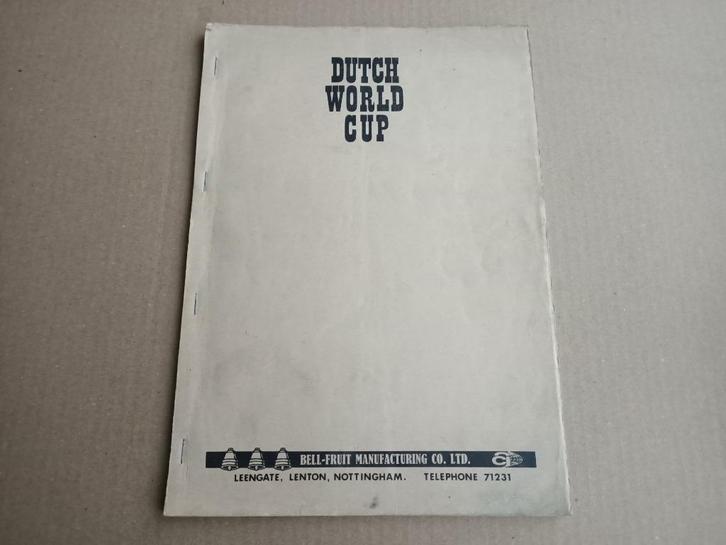 DUTCH
WORLD
CUP
BELL-FRUIT MANUFACTURING CO. LTD.
LEENGATE, LENTON, NOTTINGHAM. TELEPHONE 71231